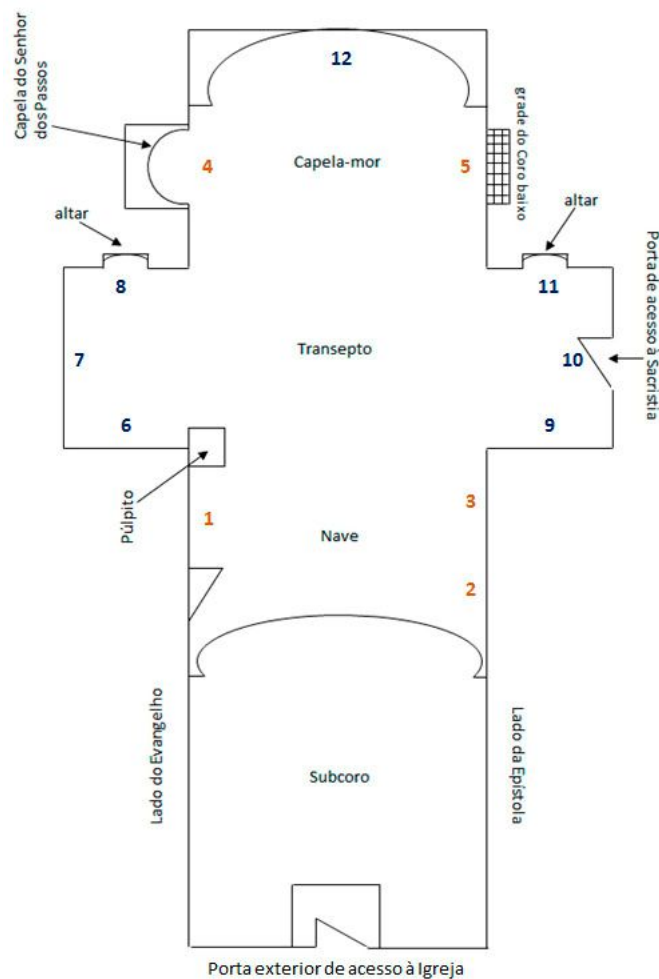 12
Capela do Senhor
dos Passos
4
Capela-mor
5
grade do Coro baixo
altar
altar
8
11
7
Transepto
10
Porta de acesso à Sacristia
6
9
Púlpito
1
3
Nave
2
Lado do Evangelho
Lado da Epístola
Subcoro
Porta exterior de acesso à Igreja